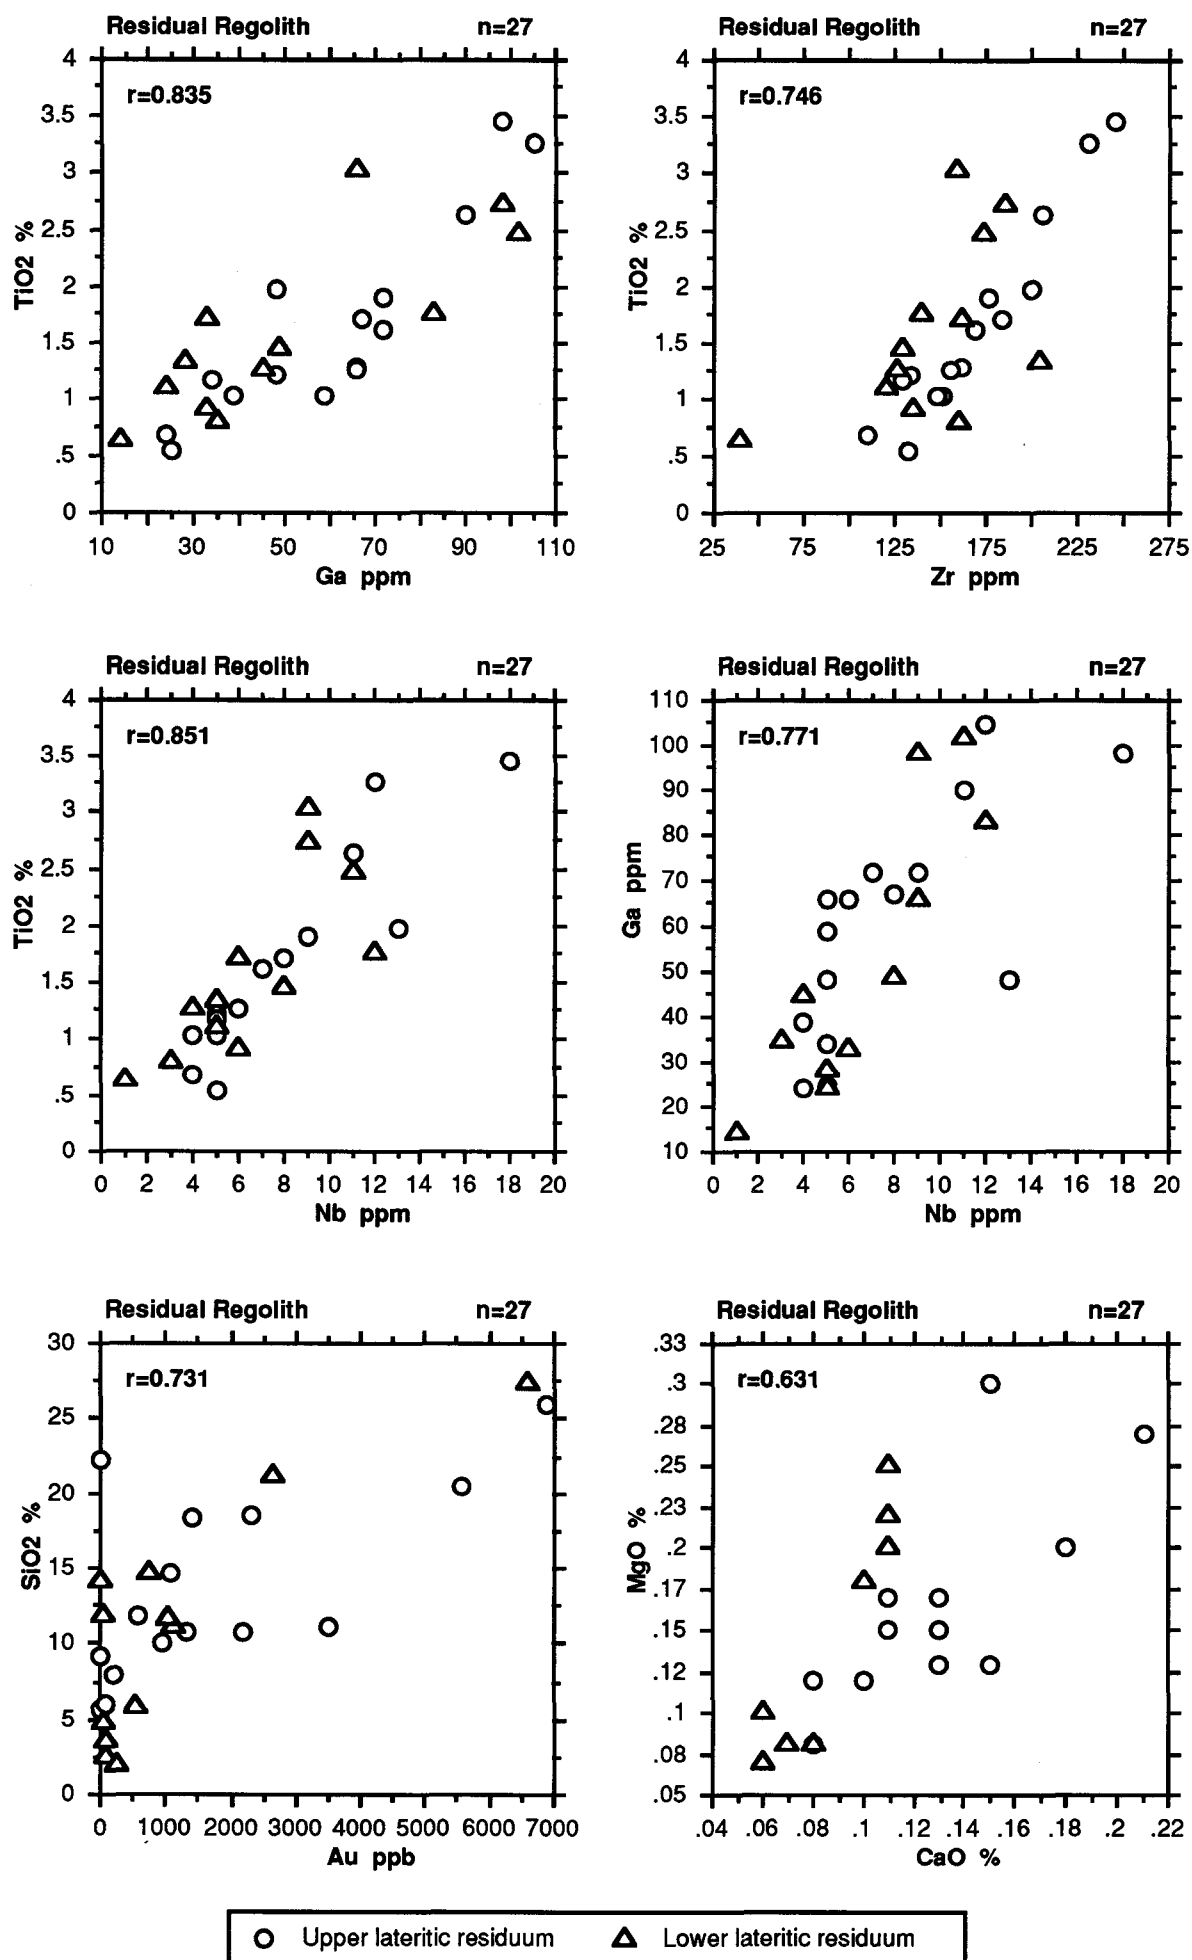 Residual Regolith n=27
r=0.835
4
3.5
3
2.5
2
1.5
1
.5
0
TiO2 %
10 30 50 70 90 110
Ga ppm
Residual Regolith n=27
r=0.746
4
3.5
3
2.5
2
1.5
1
.5
0
TiO2 %
25 75 125 175 225 275
Zr ppm
Residual Regolith n=27
r=0.851
4
3.5
3
2.5
2
1.5
1
.5
0
TiO2 %
0 2 4 6 8 10 12 14 16 18 20
Nb ppm
Residual Regolith n=27
r=0.771
110
100
90
80
70
60
50
40
30
20
10
Ga ppm
0 2 4 6 8 10 12 14 16 18 20
Nb ppm
Residual Regolith n=27
r=0.731
30
25
20
15
10
5
0
SiO2 %
0 1000 2000 3000 4000 5000 6000 7000
Au ppb
Residual Regolith n=27
r=0.631
.33
.3
.28
.25
.23
.2
.17
.15
.12
.1
.08
.05
MgO %
.04 .06 .08 .1 .12 .14 .16 .18 .2 .22
CaO %
Upper lateritic residuum Lower lateritic residuum